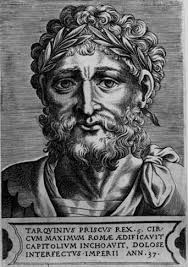 TARQVINIVS PRISCVS REX.5. CIR
CVM MAXIMVM ROMÆ ÆDIFICAVIT
CAPITOLIVM INCHOAVIT, DOLOSE
INTERFECTVS·IMPERII ANN. 37.